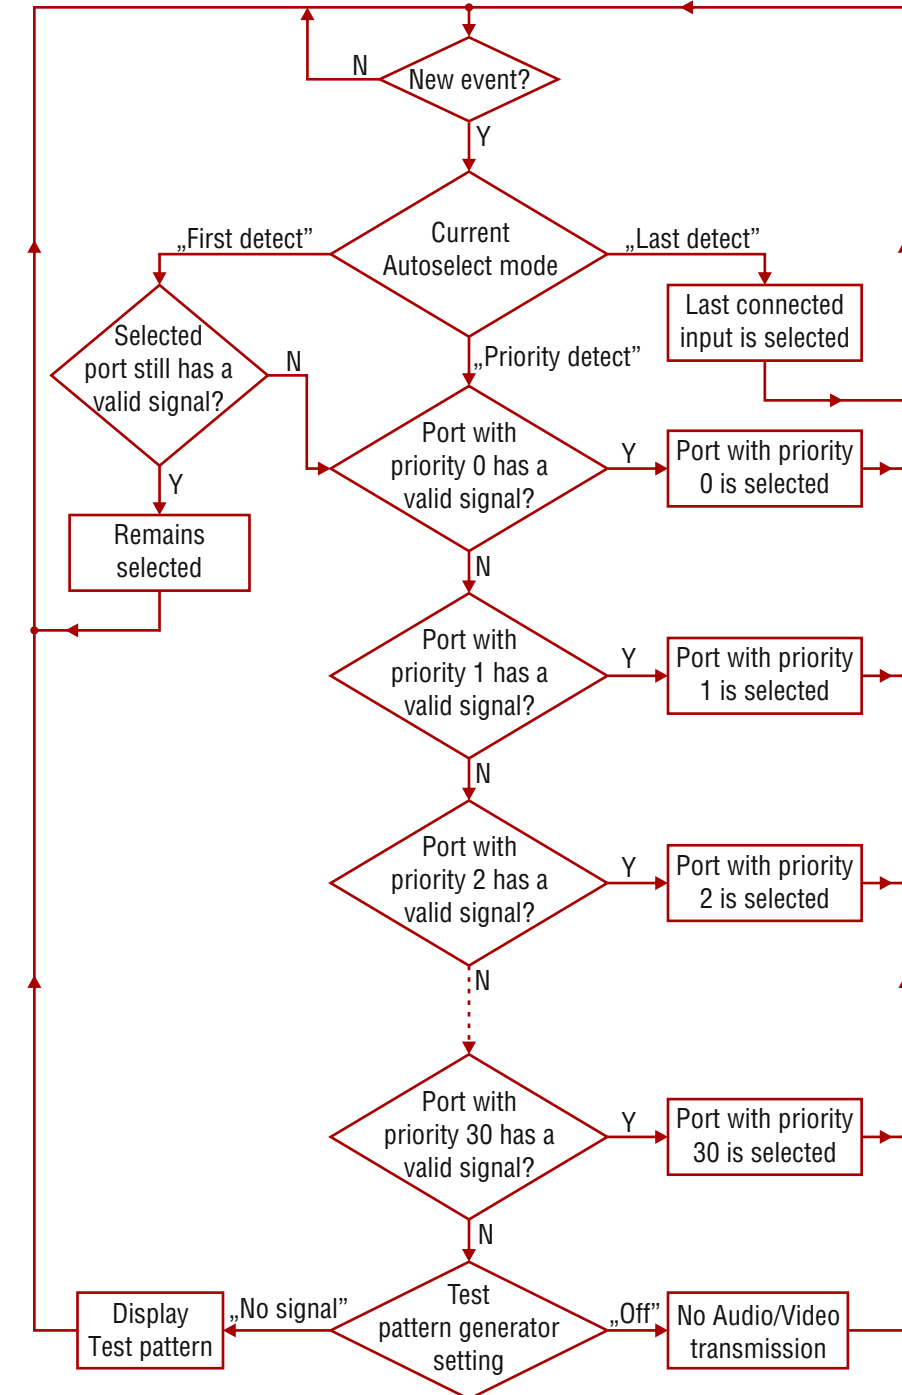 N
New event?
Y
„First detect”
Current
Autoselect mode
„Last detect”
Last connected
input is selected
Selected
port still has a
valid signal?
N
„Priority detect”
Port with
priority 0 has a
valid signal?
Y
Port with priority
0 is selected
Y
Remains
selected
N
Port with
priority 1 has a
valid signal?
Y
Port with priority
1 is selected
N
Port with
priority 2 has a
valid signal?
Y
Port with priority
2 is selected
N
Port with
priority 30 has a
valid signal?
Y
Port with priority
30 is selected
N
Display
Test pattern
„No signal”
Test
pattern generator
setting
„Off”
No Audio/Video
transmission